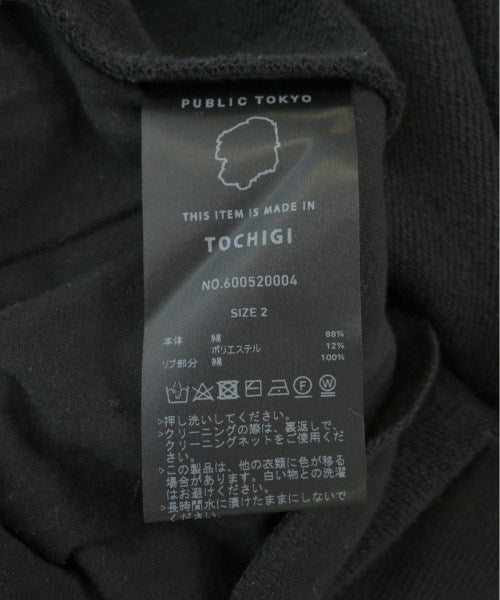 PUBLIC TOKYO
THIS ITEM IS MADE IN
TOCHIGI
NO.600520004
SIZE 2
本体 綿 88%
ポリエステル 12%
リブ部分 綿 100%
▷押し洗いしてください。
▷クリーニングの際は、裏返しで、
クリーニングネットをご使用くだ
さい。
▷この製品は、他の衣類に色が移る
場合があります。白い物との洗濯
はお避けください。
▷長時間水に漬けたままにしないで
ください。